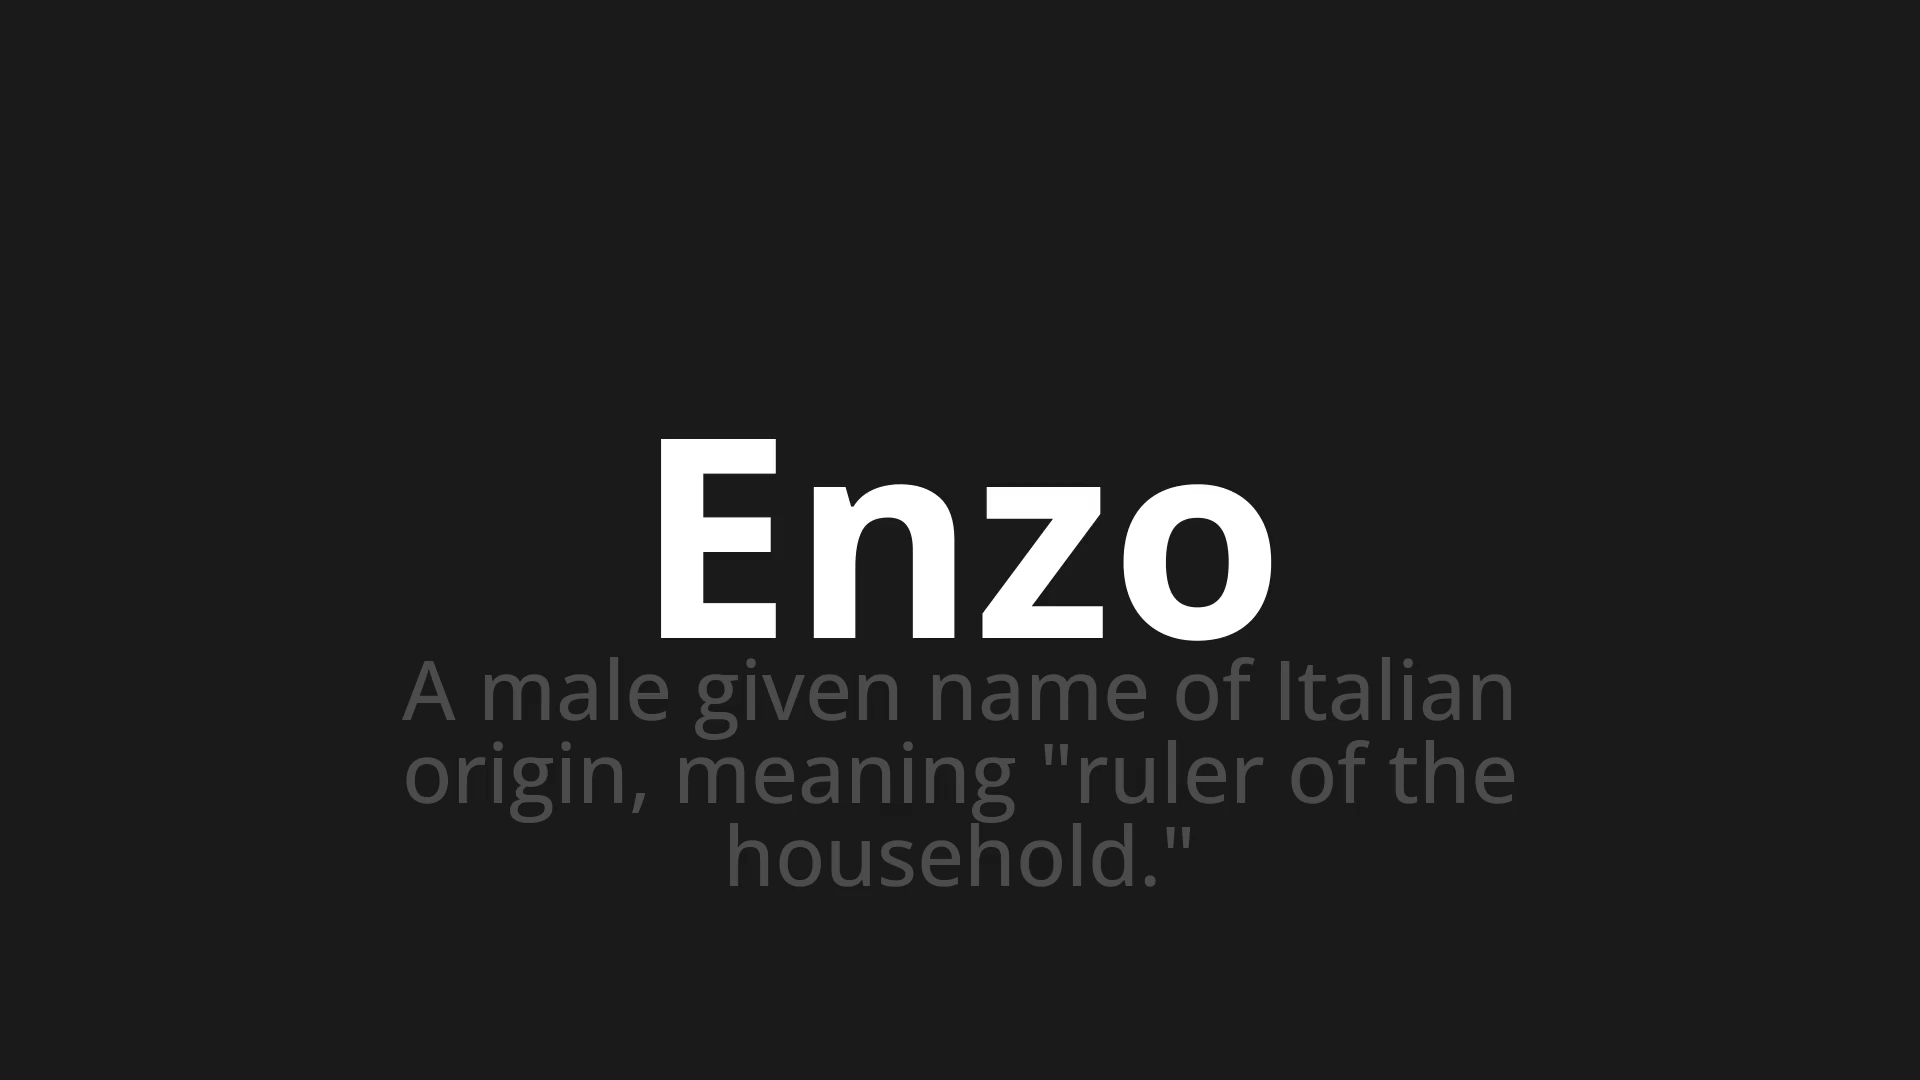 Enzo
A male given name of Italian
origin, meaning "ruler of the
household."